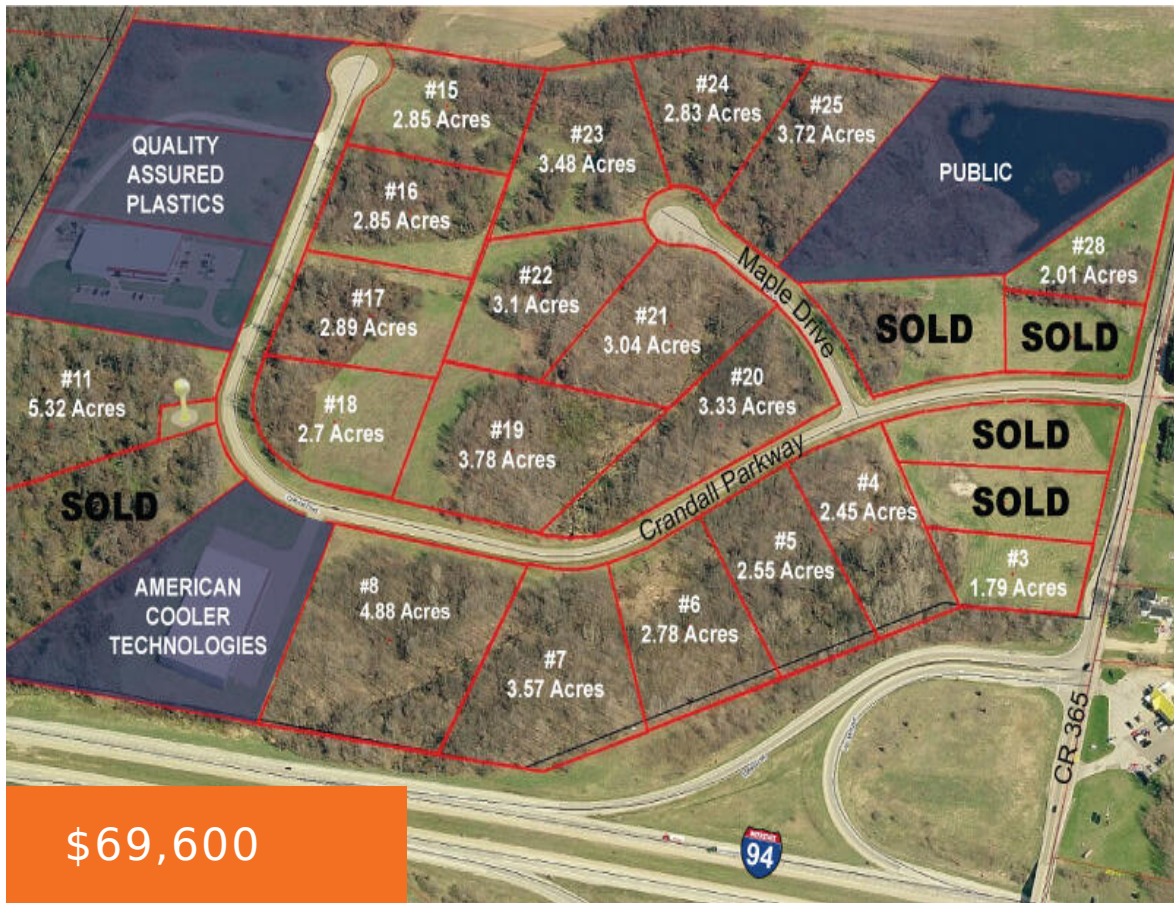 #15
2.85 Acres
#24
2.83 Acres
#25
3.72 Acres
#23
3.48 Acres
QUALITY
ASSURED
PLASTICS
PUBLIC
#16
2.85 Acres
#28
2.01 Acres
#22
3.1 Acres
Maple Drive
#17
2.89 Acres
#21
3.04 Acres
SOLD
SOLD
#11
5.32 Acres
#20
3.33 Acres
#18
2.7 Acres
#19
3.78 Acres
SOLD
Crandall Parkway
#4
2.45 Acres
SOLD
SOLD
#5
2.55 Acres
#3
1.79 Acres
AMERICAN
COOLER
TECHNOLOGIES
#8
4.88 Acres
#6
2.78 Acres
#7
3.57 Acres
CR 365
$69,600
INTERSTATE
94